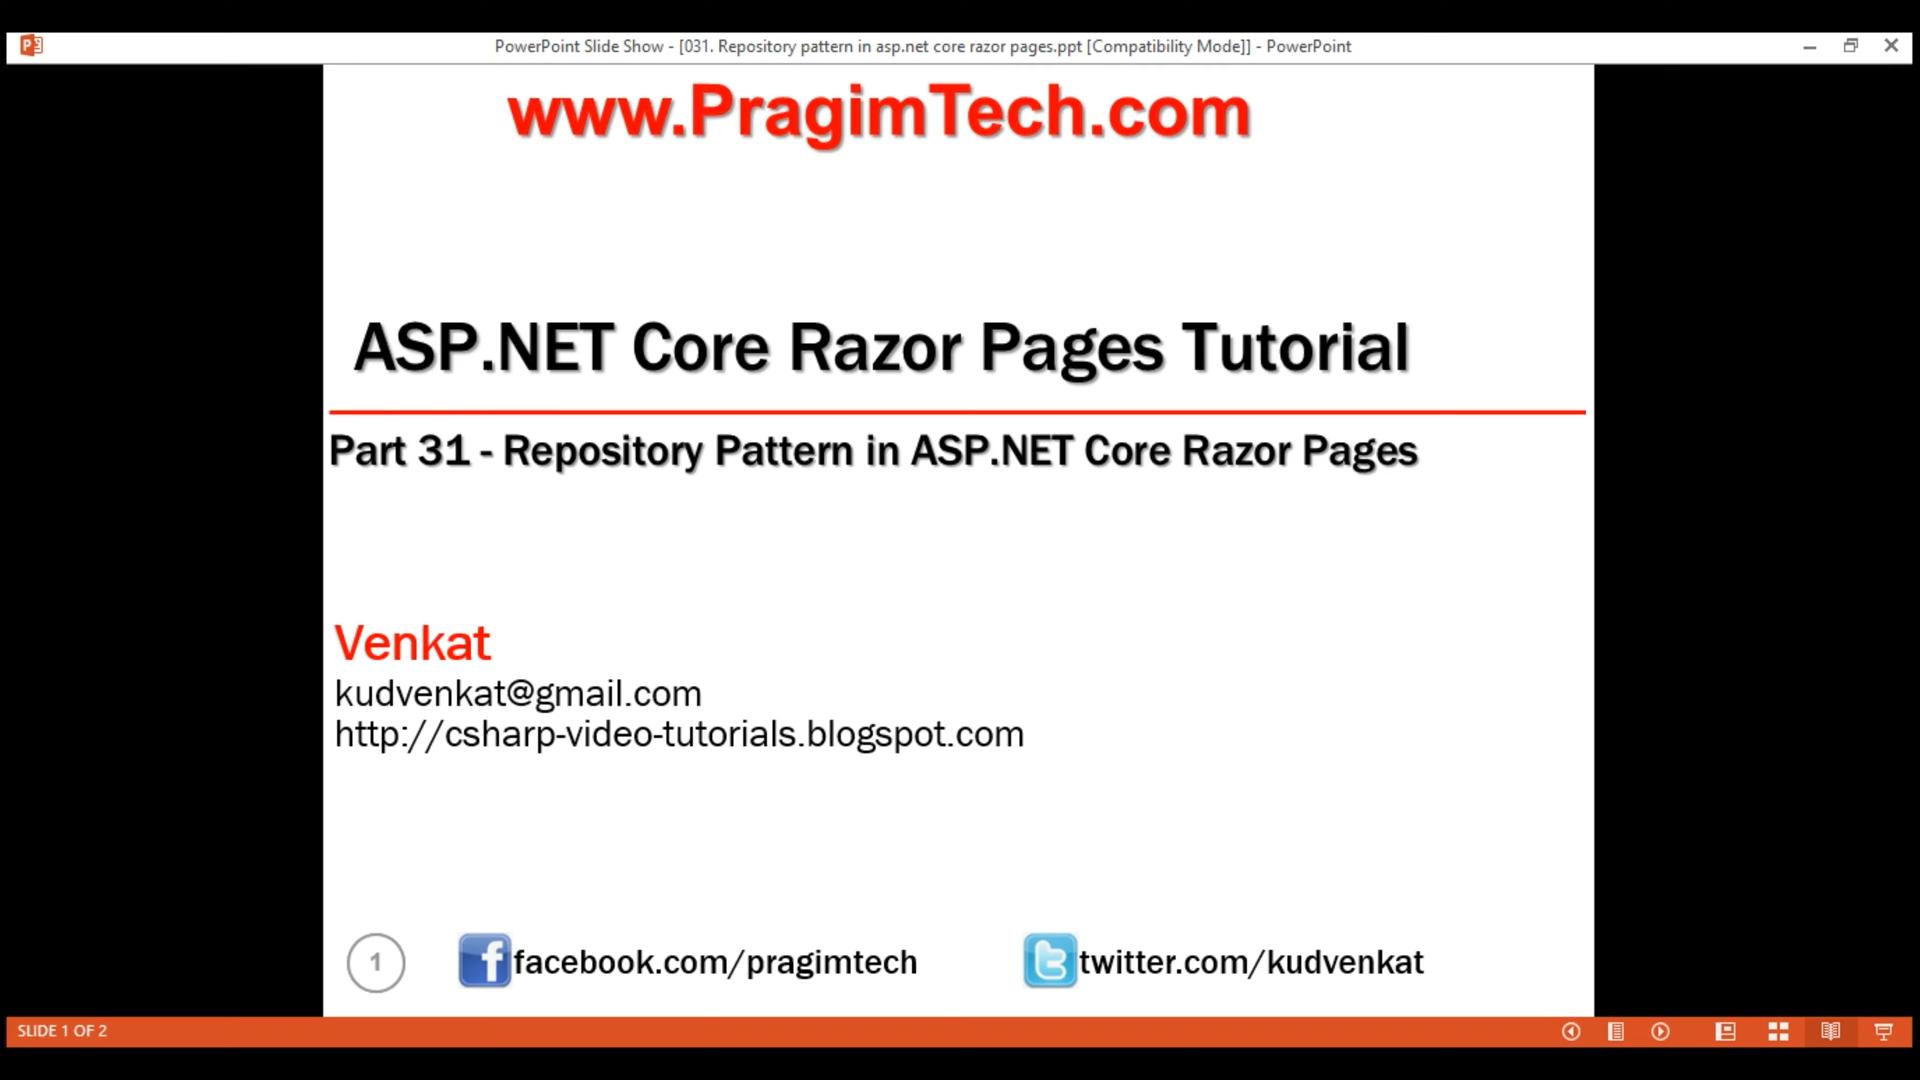 PowerPoint Slide Show - [031. Repository pattern in asp.net core razor pages.ppt [Compatibility Mode]] - PowerPoint
www.PragimTech.com
ASP.NET Core Razor Pages Tutorial
Part 31 - Repository Pattern in ASP.NET Core Razor Pages
Venkat
kudvenkat@gmail.com
http://csharp-video-tutorials.blogspot.com
1 facebook.com/pragimtech twitter.com/kudvenkat
SLIDE 1 OF 2